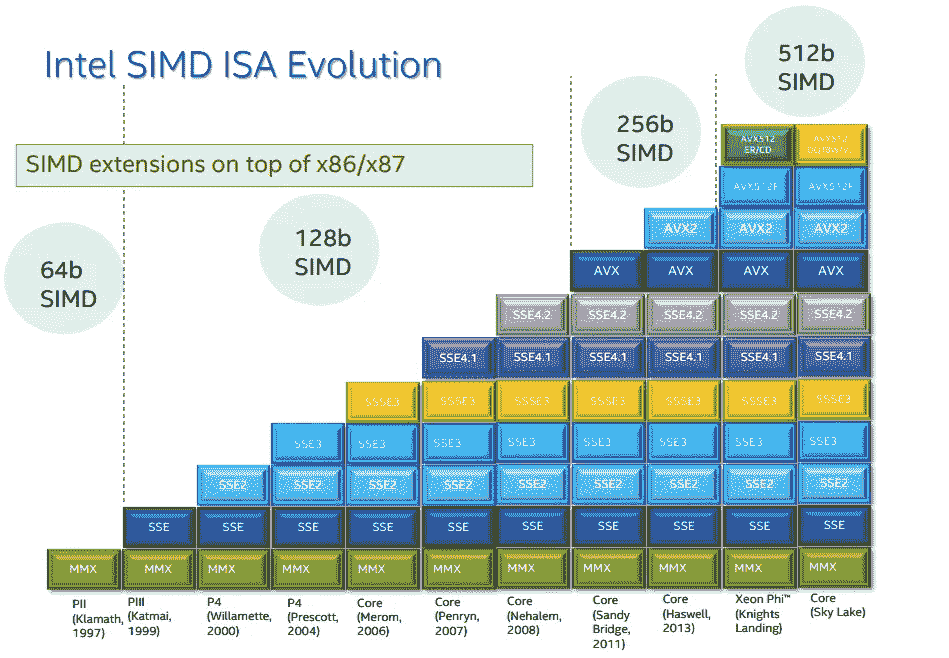 Intel SIMD ISA Evolution
512b
SIMD
256b
SIMD
SIMD extensions on top of x86/x87
128b
SIMD
64b
SIMD
AVX512
ER/CD
AVX512
AVX512F AVX512F
AVX2 AVX2 AVX2
AVX AVX AVX AVX
SSE4.2 SSE4.2 SSE4.2 SSE4.2 SSE4.2
SSE4.1 SSE4.1 SSE4.1 SSE4.1 SSE4.1 SSE4.1
SSSE3 SSSE3 SSSE3 SSSE3 SSSE3 SSSE3 SSSE3
SSE3 SSE3 SSE3 SSE3 SSE3 SSE3 SSE3 SSE3
SSE2 SSE2 SSE2 SSE2 SSE2 SSE2 SSE2 SSE2 SSE2
SSE SSE SSE SSE SSE SSE SSE SSE SSE SSE
MMX MMX MMX MMX MMX MMX MMX MMX MMX MMX MMX
PII
(Klamath,
1997)
PIII
(Katmai,
1999)
P4
(Willamette,
2000)
P4
(Prescott,
2004)
Core
(Merom,
2006)
Core
(Penryn,
2007)
Core
(Nehalem,
2008)
Core
(Sandy
Bridge,
2011)
Core
(Haswell,
2013)
Xeon Phi™
(Knights
Landing)
Core
(Sky Lake)